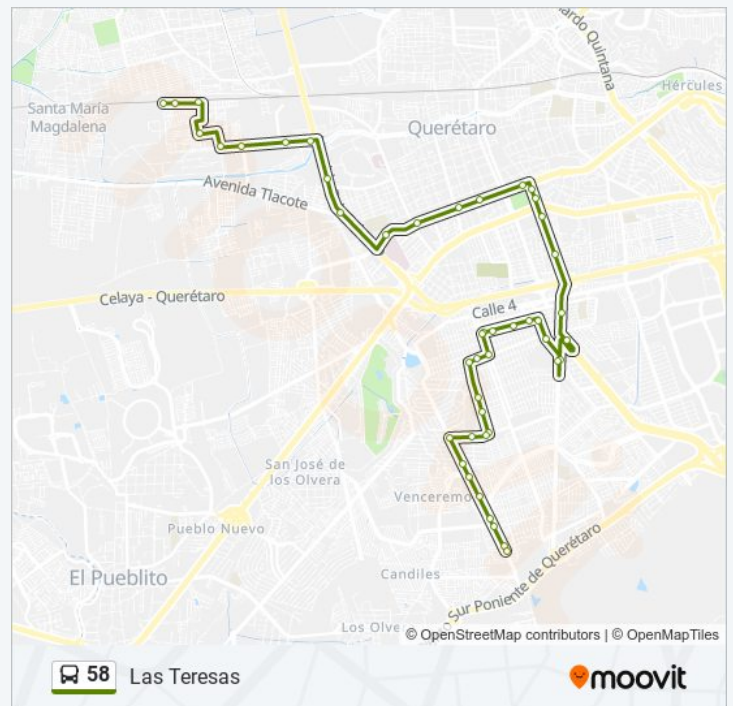 ardo Quintana
Hércules
Santa María
Magdalena
Querétaro
Avenida Tlacote
Celaya - Querétaro
Calle 4
San José de
los Olvera
Venceremo
Pueblo Nuevo
El Pueblito
Candiles
Sur Poniente de Querétaro
Los Olve
© OpenStreetMap contributors | © OpenMapTiles
58 Las Teresas
moovit